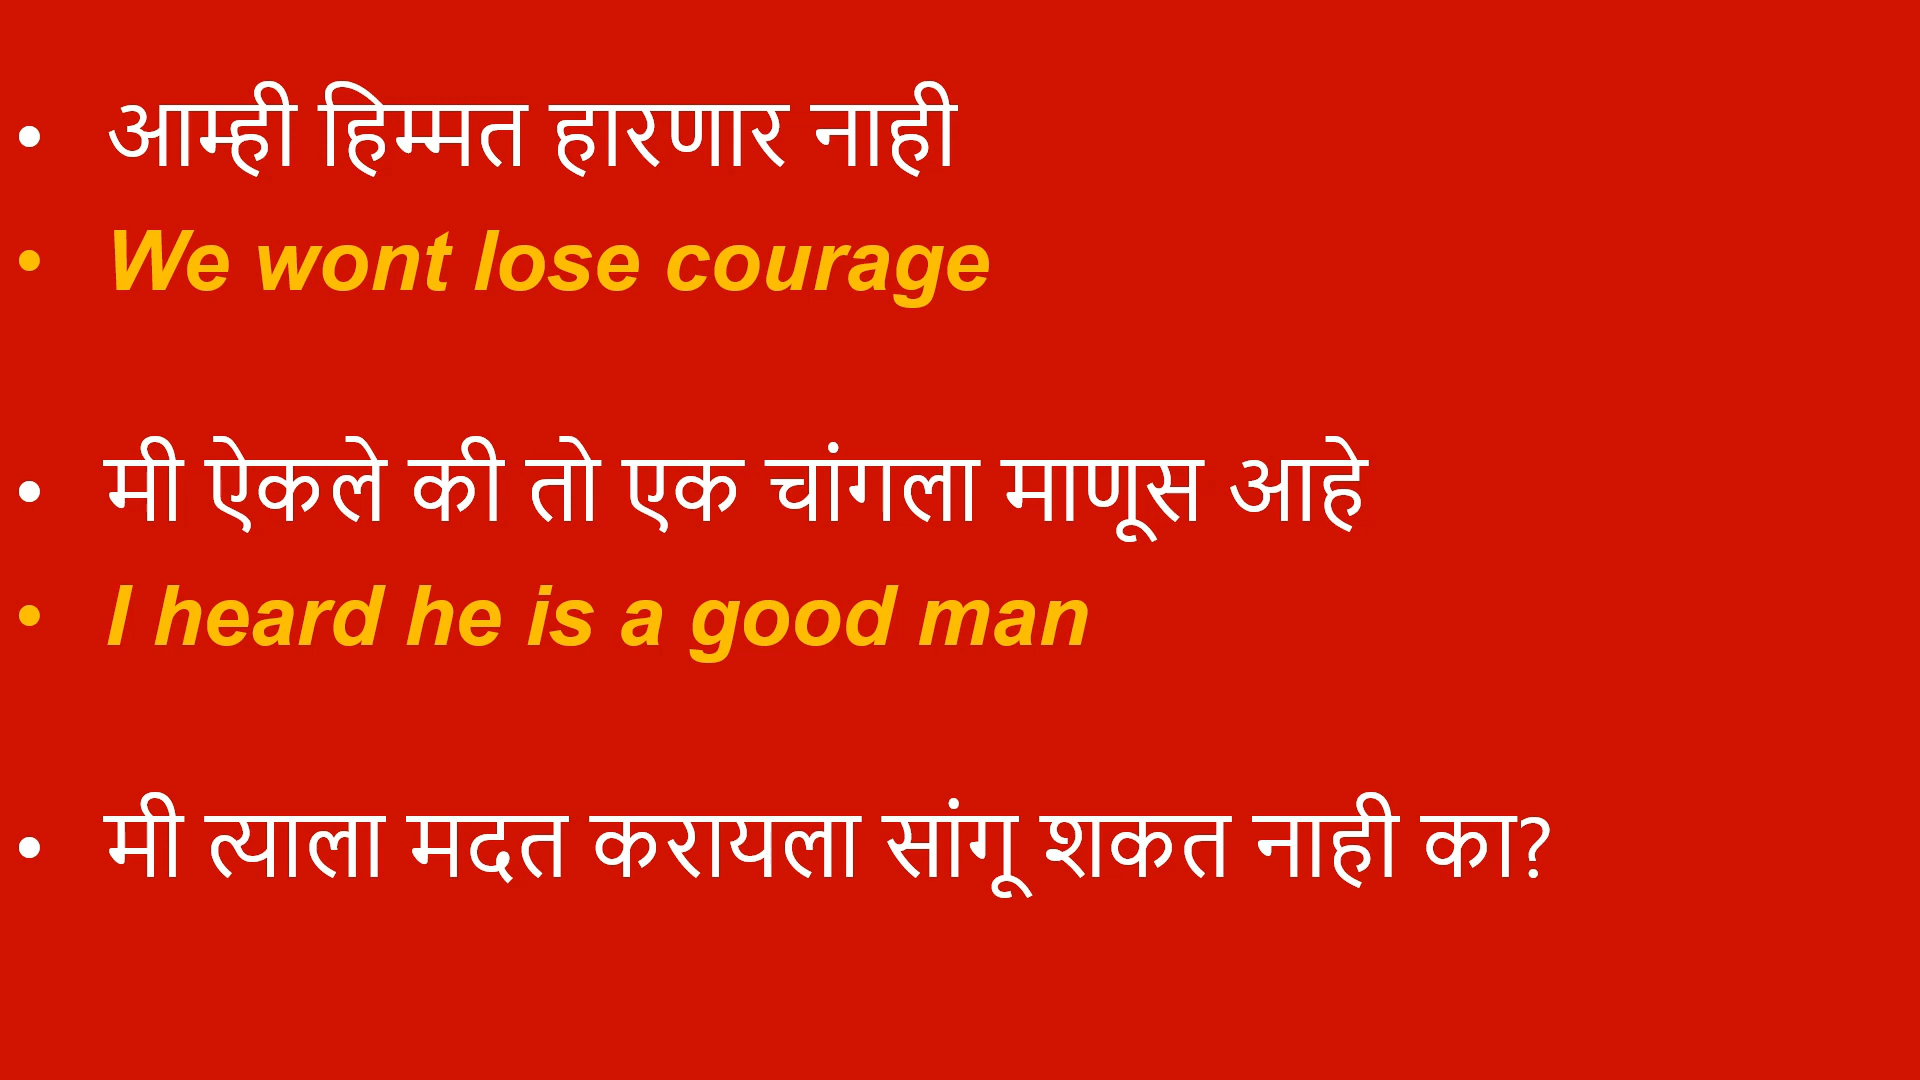 • आम्ही हिम्मत हारणार नाही
• We wont lose courage
• मी ऐकले की तो एक चांगला माणूस आहे
• I heard he is a good man
• मी त्याला मदत करायला सांगू शकत नाही का?